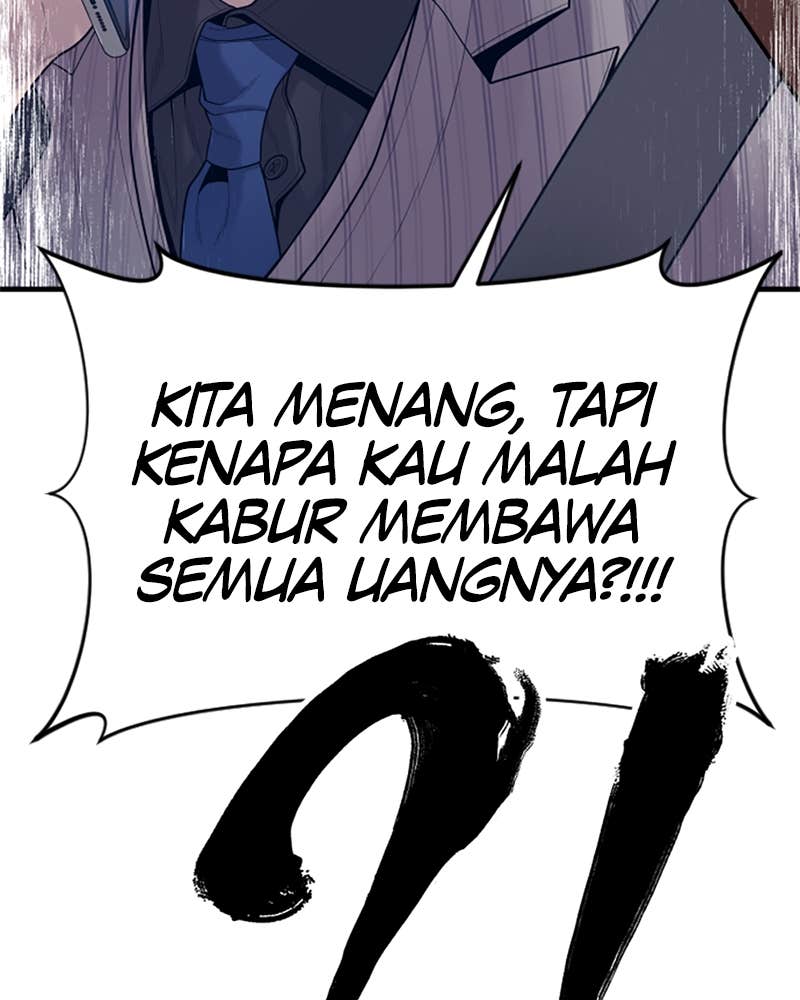 KITA MENANG, TAPI
KENAPA KAU MALAH
KABUR MEMBAWA
SEMUA UANGNYA?!!!
?!